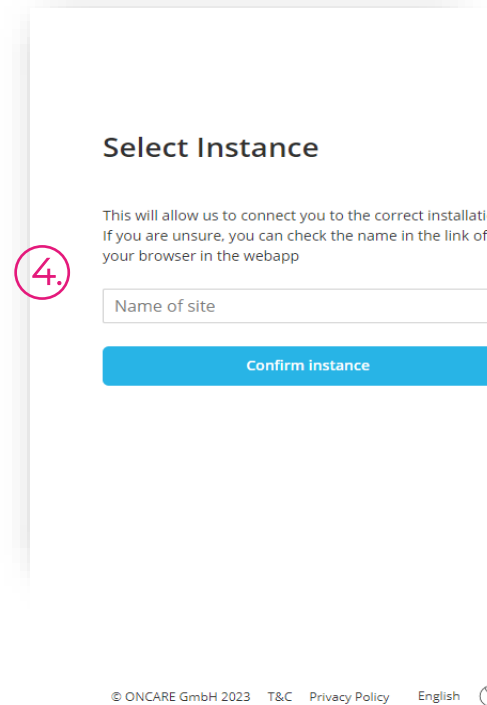 Select Instance
This will allow us to connect you to the correct installati
If you are unsure, you can check the name in the link of
your browser in the webapp
4.
Name of site
Confirm instance
© ONCARE GmbH 2023 T&C Privacy Policy English